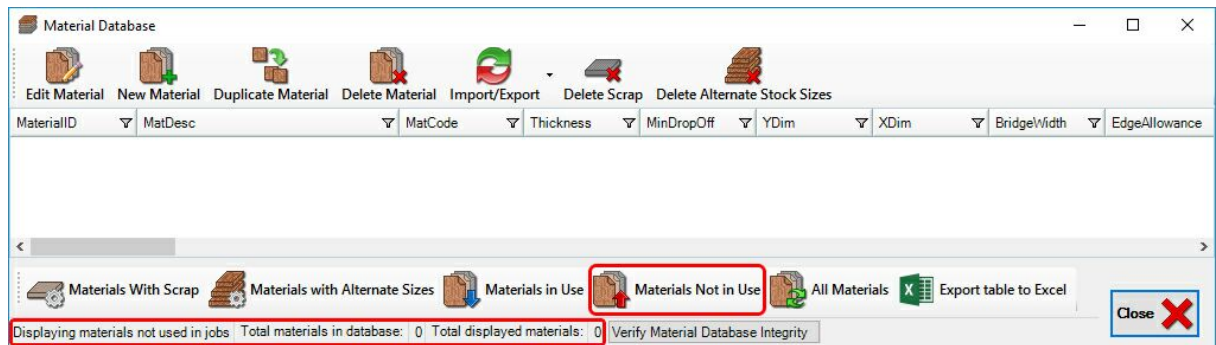 Material Database
Edit Material New Material Duplicate Material Delete Material Import/Export Delete Scrap Delete Alternate Stock Sizes
MaterialID MatDesc MatCode Thickness MinDropOff YDim XDim BridgeWidth EdgeAllowance
Materials With Scrap Materials with Alternate Sizes Materials in Use Materials Not in Use All Materials Export table to Excel
Close
Displaying materials not used in jobs Total materials in database: 0 Total displayed materials: 0 Verify Material Database Integrity